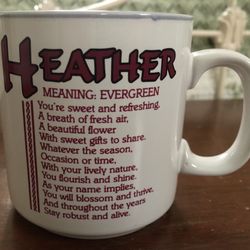 HEATHER
MEANING: EVERGREEN
You're sweet and refreshing.
A breath of fresh air,
A beautiful flower
With sweet gifts to share.
Whatever the season,
Occasion or time,
With your lively nature.
You flourish and shine.
As your name implies,
You will blossom and thrive.
And throughout the years
Stay robust and alive.